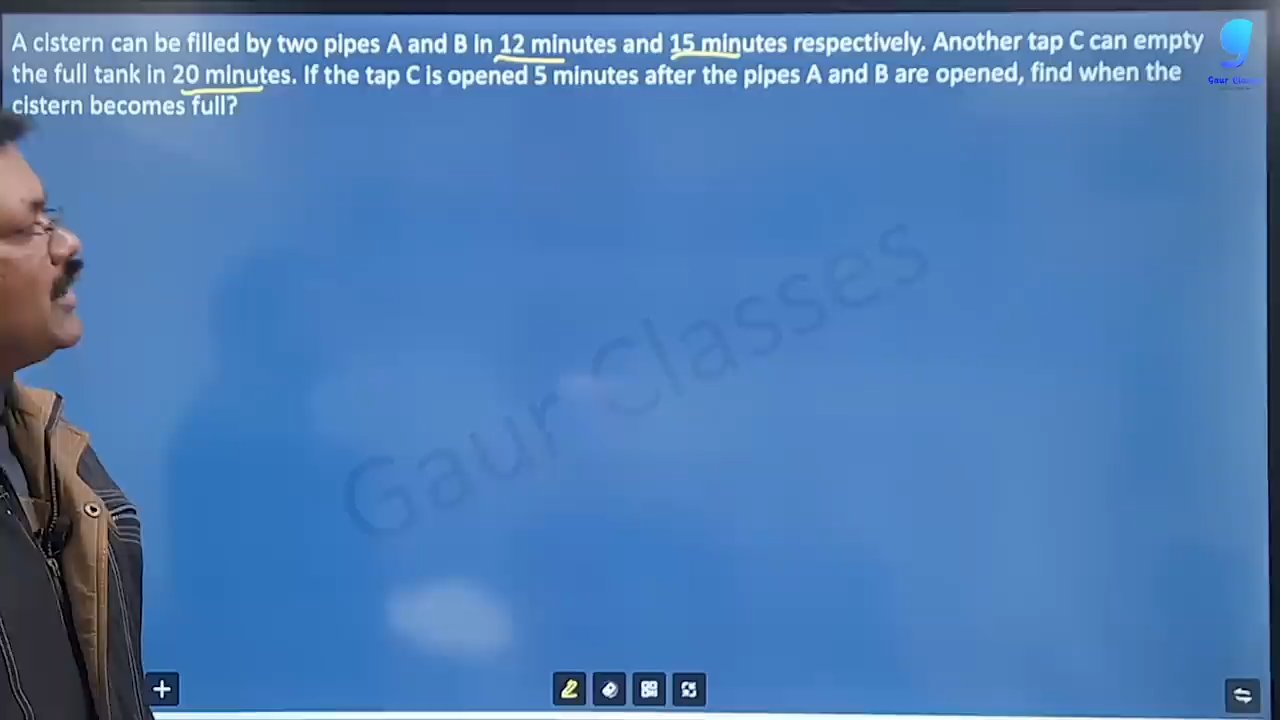 A cistern can be filled by two pipes A and B in 12 minutes and 15 minutes respectively. Another tap C can empty
the full tank in 20 minutes. If the tap C is opened 5 minutes after the pipes A and B are opened, find when the
cistern becomes full?
Gaur Classes
Gaur Classes